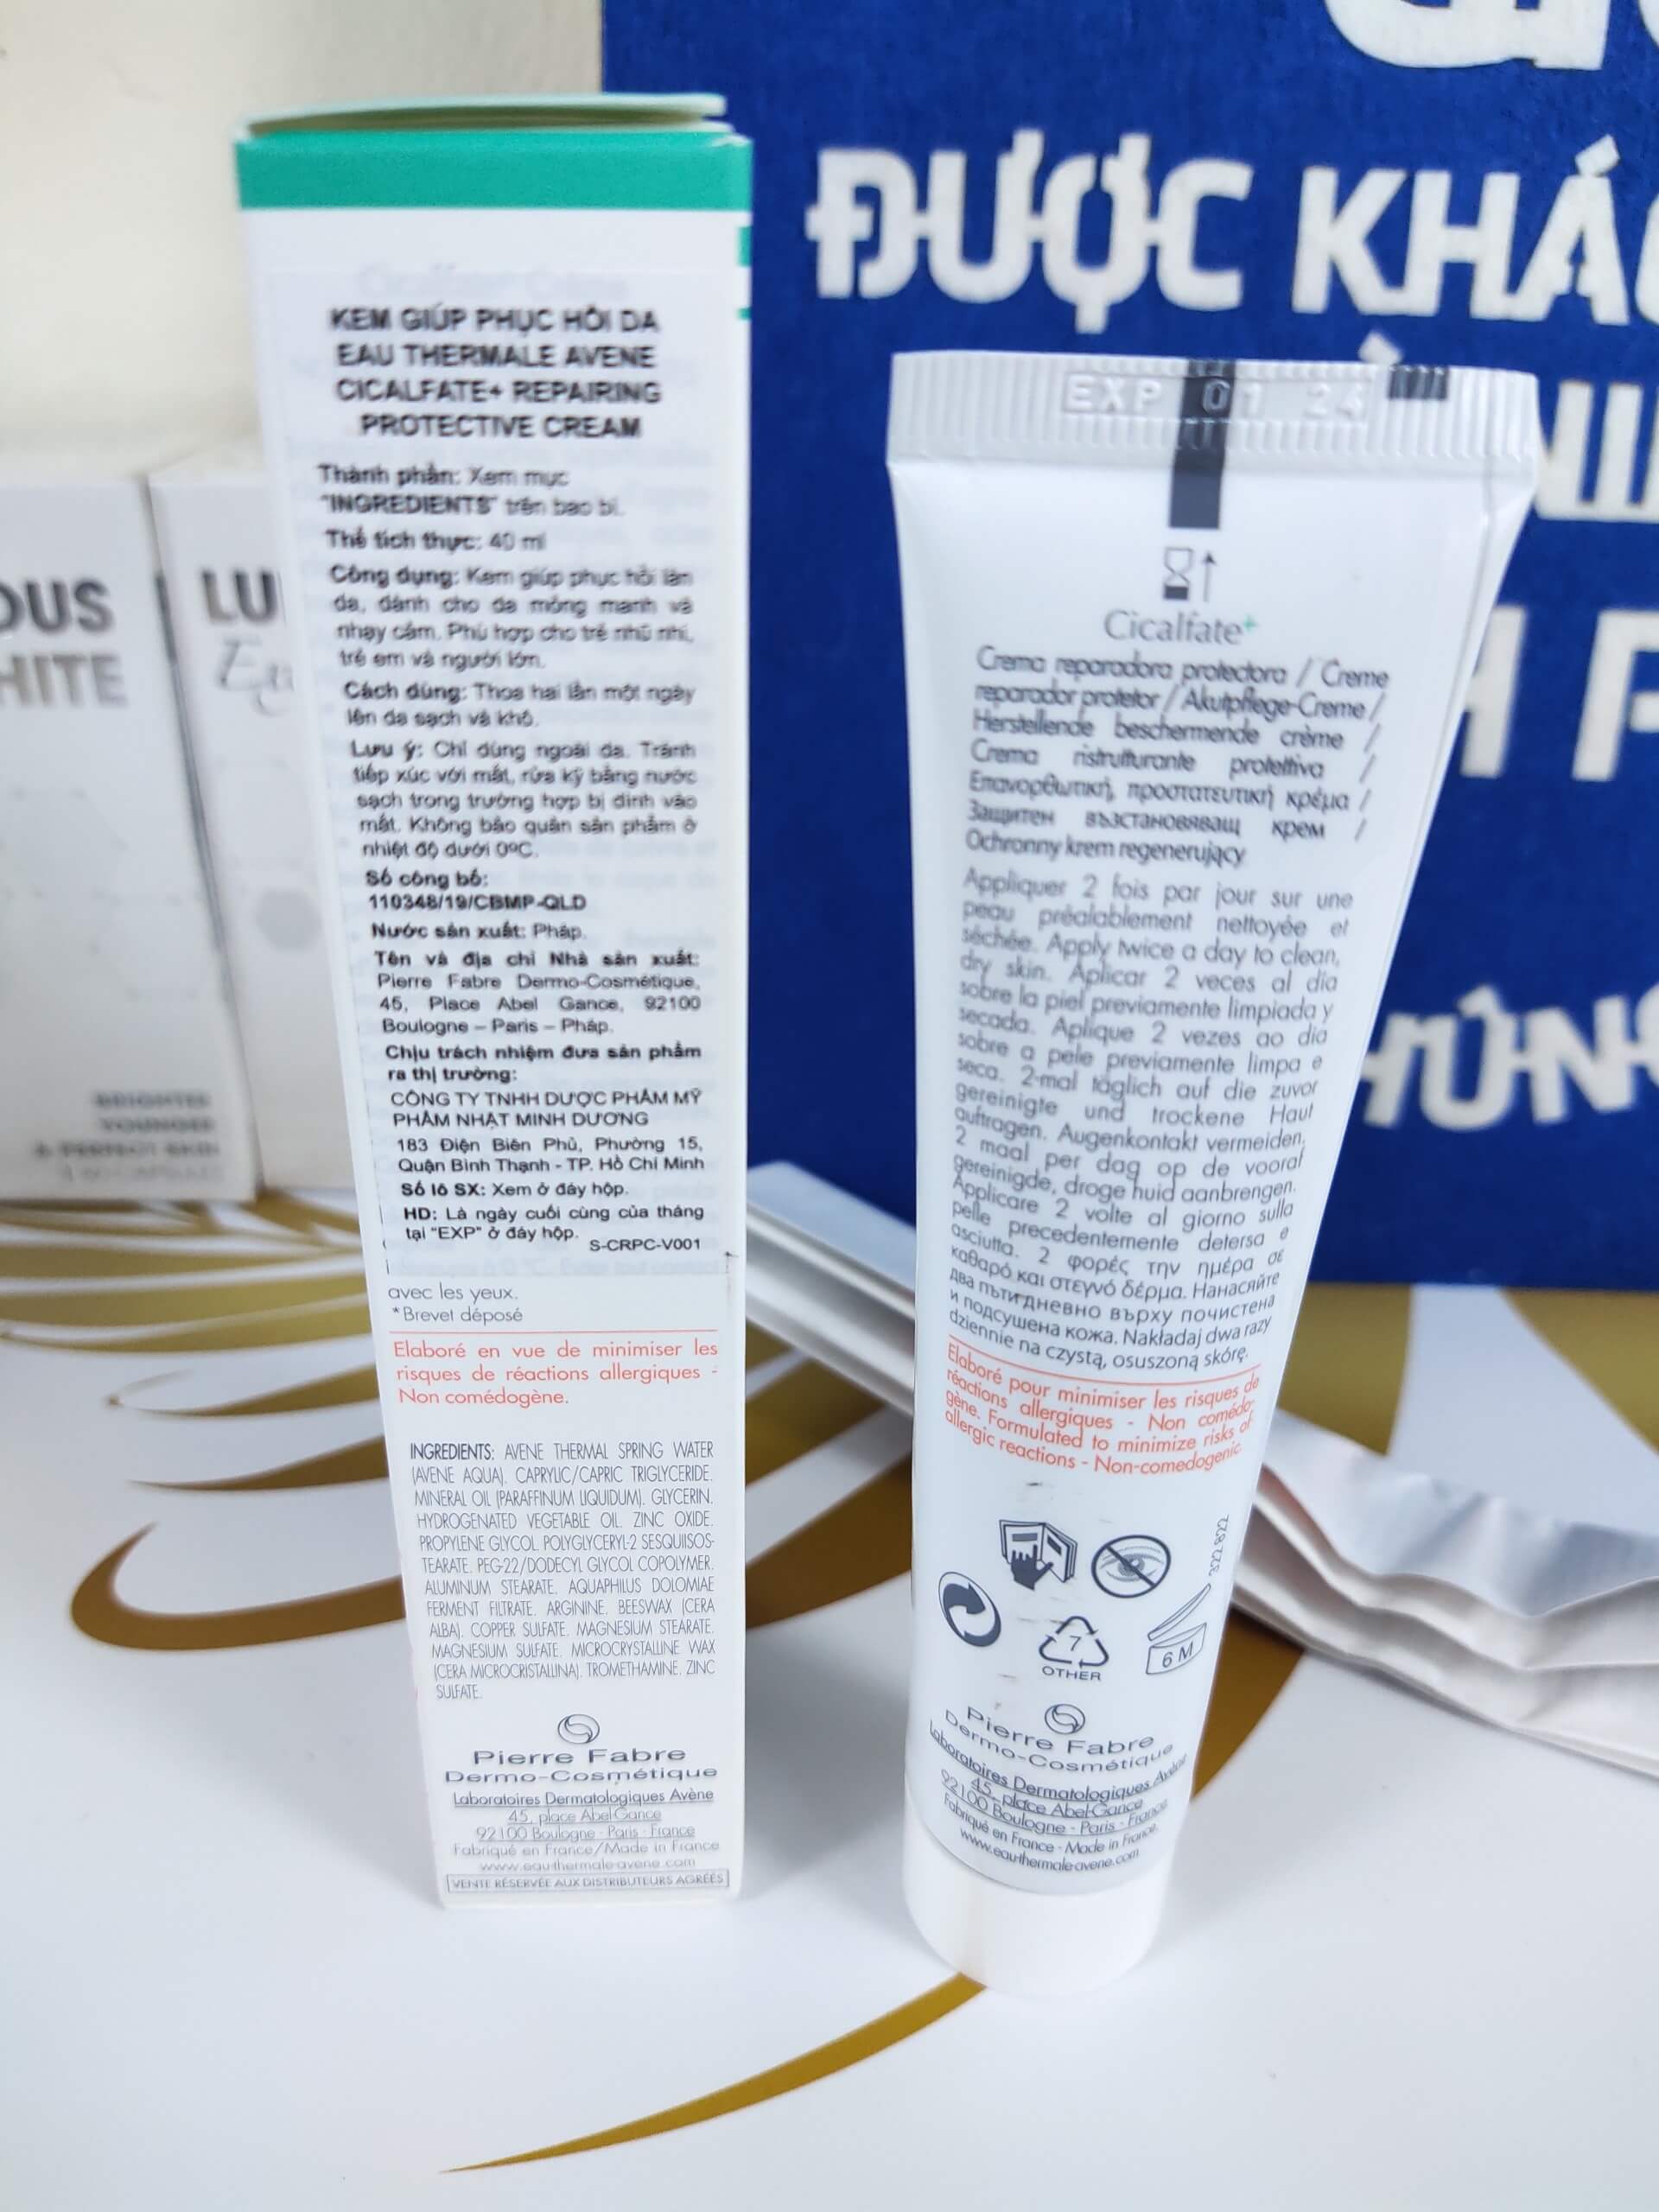 ĐƯỢC KHÁ
OUS
HITE
LU
BRIGHTER
YOUNGER
& PERFECT SKIN
KEM GIÚP PHỤC HỒI DA
EAU THERMALE AVENE
CICALFATE+ REPAIRING
PROTECTIVE CREAM
Thành phần: Xem mục
"INGREDIENTS" trên bao bì.
Thể tích thực: 40 ml
Công dụng: Kem giúp phục hồi làn
da, dành cho da mỏng manh và
nhạy cảm. Phù hợp cho trẻ nhũ nhi,
trẻ em và người lớn.
Cách dùng: Thoa hai lần một ngày
lên da sạch và khô.
Lưu ý: Chỉ dùng ngoài da. Tránh
tiếp xúc với mắt, rửa kỹ bằng nước
sạch trong trường hợp bị dính vào
mắt. Không bảo quản sản phẩm ở
nhiệt độ dưới 0ºC.
Số công bố:
110348/19/CBMP-QLD
Nước sản xuất: Pháp.
Tên và địa chỉ Nhà sản xuất:
Pierre Fabre Dermo-Cosmétique,
45, Place Abel Gance, 92100
Boulogne – Paris – Pháp.
Chịu trách nhiệm đưa sản phẩm
ra thị trường:
CÔNG TY TNHH DƯỢC PHẨM MỸ
PHẨM NHẬT MINH DƯƠNG
183 Điện Biên Phủ, Phường 15,
Quận Bình Thạnh - TP. Hồ Chí Minh
Số lô SX: Xem ở đáy hộp.
HD: Là ngày cuối cùng của tháng
tại "EXP" ở đáy hộp.
S-CRPC-V001
avec les yeux.
*Brevet déposé
Elaboré en vue de minimiser les
risques de réactions allergiques -
Non comédogène.
INGREDIENTS: AVENE THERMAL SPRING WATER
(AVENE AQUA). CAPRYLIC/CAPRIC TRIGLYCERIDE.
MINERAL OIL (PARAFFINUM LIQUIDUM). GLYCERIN.
HYDROGENATED VEGETABLE OIL. ZINC OXIDE.
PROPYLENE GLYCOL. POLYGLYCERYL-2 SESQUIISOS-
TEARATE. PEG-22/DODECYL GLYCOL COPOLYMER.
ALUMINUM STEARATE. AQUAPHILUS DOLOMIAE
FERMENT FILTRATE. ARGININE. BEESWAX (CERA
ALBA). COPPER SULFATE. MAGNESIUM STEARATE.
MAGNESIUM SULFATE. MICROCRYSTALLINE WAX
(CERA MICROCRISTALLINA). TROMETHAMINE. ZINC
SULFATE.
Pierre Fabre
Dermo-Cosmétique
Laboratoires Dermatologiques Avène
45, place Abel-Gance
92100 Boulogne - Paris - France
Fabriqué en France/Made in France
www.eau-thermale-avene.com
VENTE RÉSERVÉE AUX DISTRIBUTEURS AGRÉÉS
EXP 01 24
Cicalfate+
Crema reparadora protectora / Creme
reparador protetor / Akutpflege-Creme /
Herstellende beschermende crème /
Crema ristrutturante protettiva /
Επανορθωτική, προστατευτική κρέμα /
Защитен възстановяващ крем /
Ochronny krem regenerujący
Appliquer 2 fois par jour sur une
peau préalablement nettoyée et
séchée. Apply twice a day to clean,
dry skin. Aplicar 2 veces al día
sobre la piel previamente limpiada y
secada. Aplique 2 vezes ao dia
sobre a pele previamente limpa e
seca. 2-mal täglich auf die zuvor
gereinigte und trockene Haut
auftragen. Augenkontakt vermeiden.
2 maal per dag op de vooraf
gereinigde, droge huid aanbrengen.
Applicare 2 volte al giorno sulla
pelle precedentemente detersa e
asciutta. 2 φορές την ημέρα σε
καθαρό και στεγνό δέρμα. Нанасяйте
два пъти дневно върху почистена
и подсушена кожа. Nakładaj dwa razy
dziennie na czystą, osuszoną skórę.
Elaboré pour minimiser les risques de
réactions allergiques - Non comédo-
gène. Formulated to minimize risks of
allergic reactions - Non-comedogenic.
322 822
7
OTHER
6 M
Pierre Fabre
Dermo-Cosmétique
Laboratoires Dermatologiques Avène
45, place Abel-Gance
92100 Boulogne - Paris - France
Fabriqué en France - Made in France
www.eau-thermale-avene.com